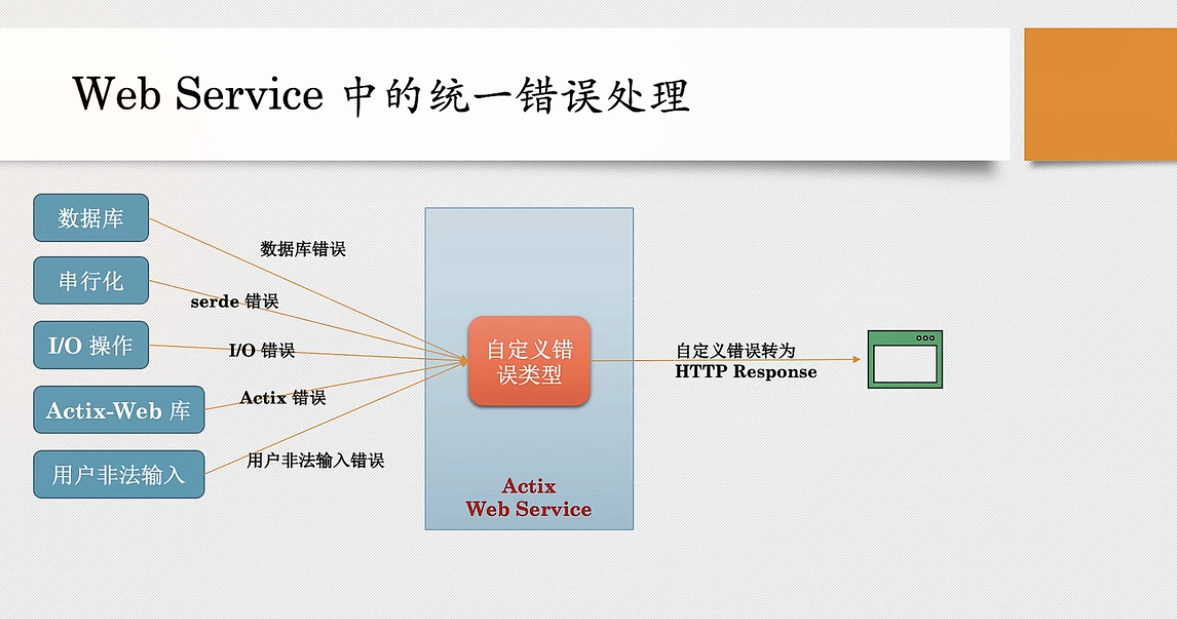 Web Service 中的统一错误处理
数据库
串行化
I/O 操作
Actix-Web 库
用户非法输入
数据库错误
serde 错误
I/O 错误
Actix 错误
用户非法输入错误
自定义错
误类型
Actix
Web Service
自定义错误转为
HTTP Response